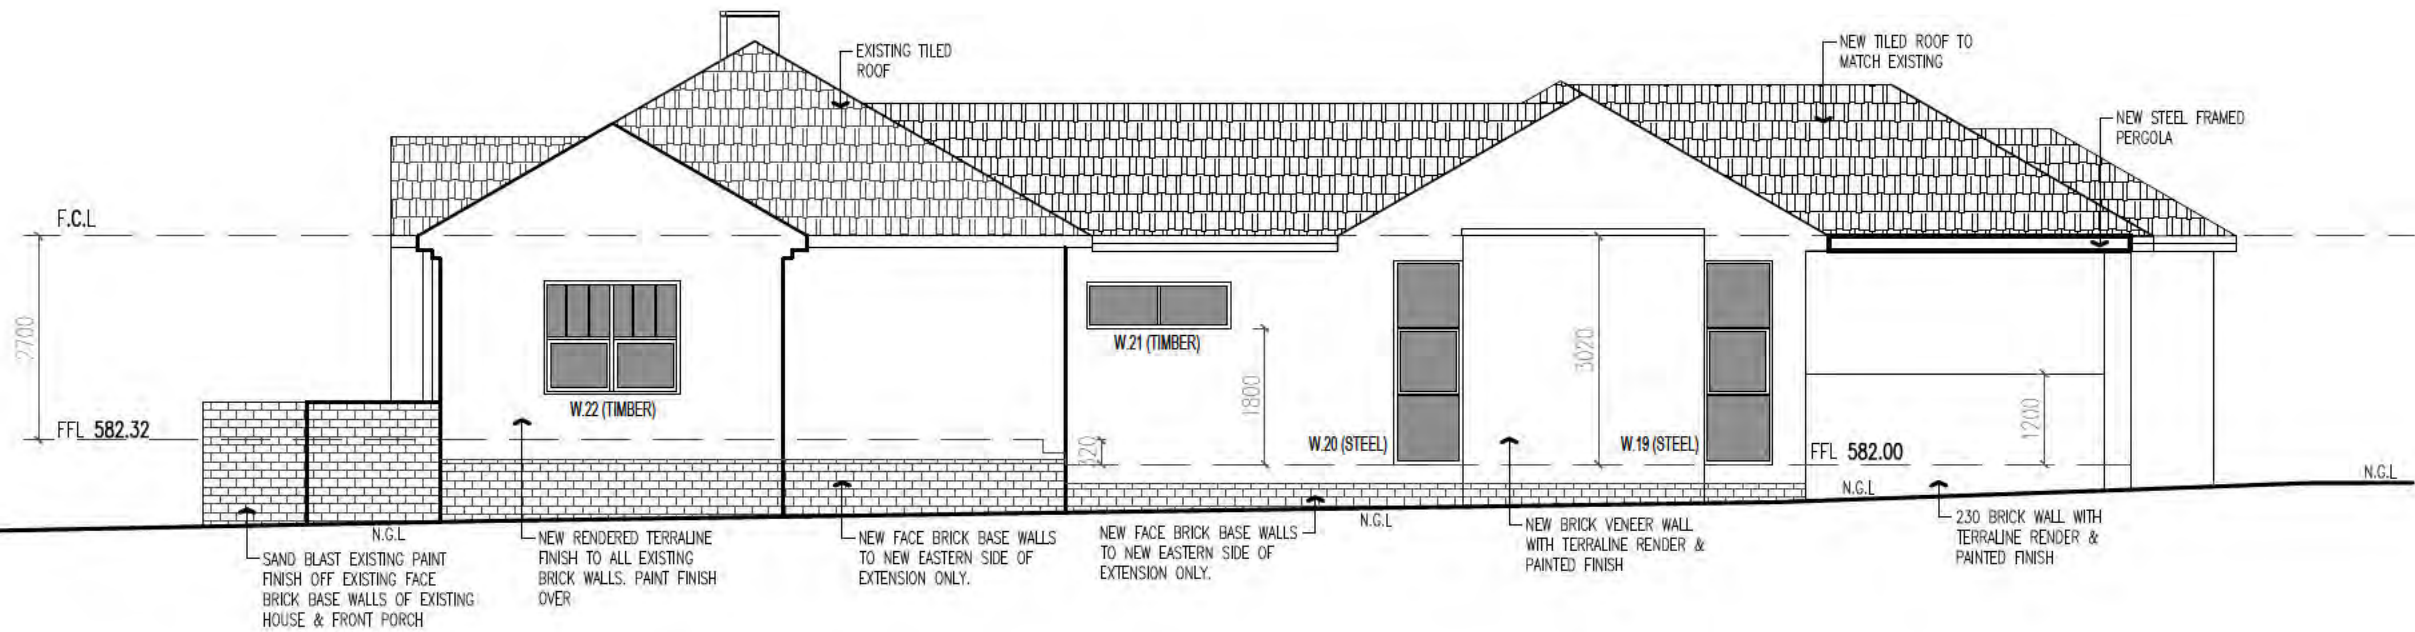 EXISTING TILED
ROOF
NEW TILED ROOF TO
MATCH EXISTING
NEW STEEL FRAMED
PERGOLA
F.C.L
2700
FFL 582.32
W.22 (TIMBER)
W.21 (TIMBER)
1800
320
W.20 (STEEL)
3020
W.19 (STEEL)
FFL 582.00
1200
N.G.L
N.G.L
N.G.L
N.G.L
SAND BLAST EXISTING PAINT
FINISH OFF EXISTING FACE
BRICK BASE WALLS OF EXISTING
HOUSE & FRONT PORCH
NEW RENDERED TERRALINE
FINISH TO ALL EXISTING
BRICK WALLS. PAINT FINISH
OVER
NEW FACE BRICK BASE WALLS
TO NEW EASTERN SIDE OF
EXTENSION ONLY.
NEW FACE BRICK BASE WALLS
TO NEW EASTERN SIDE OF
EXTENSION ONLY.
NEW BRICK VENEER WALL
WITH TERRALINE RENDER &
PAINTED FINISH
230 BRICK WALL WITH
TERRALINE RENDER &
PAINTED FINISH